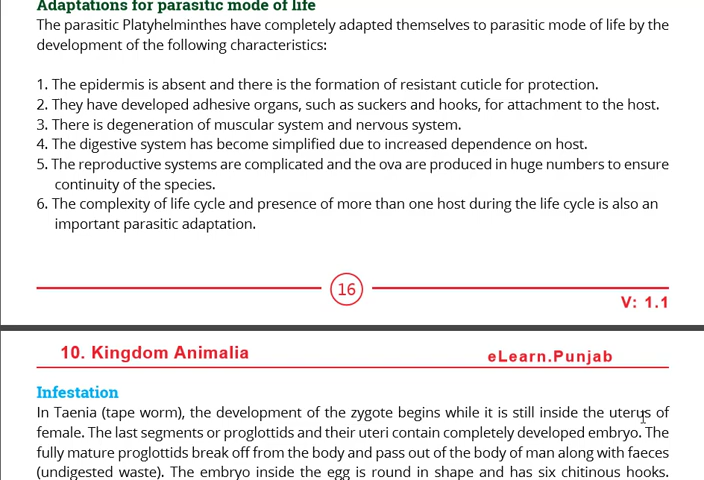 Adaptations for parasitic mode of life
The parasitic Platyhelminthes have completely adapted themselves to parasitic mode of life by the
development of the following characteristics:
1. The epidermis is absent and there is the formation of resistant cuticle for protection.
2. They have developed adhesive organs, such as suckers and hooks, for attachment to the host.
3. There is degeneration of muscular system and nervous system.
4. The digestive system has become simplified due to increased dependence on host.
5. The reproductive systems are complicated and the ova are produced in huge numbers to ensure
continuity of the species.
6. The complexity of life cycle and presence of more than one host during the life cycle is also an
important parasitic adaptation.
16
V: 1.1
10. Kingdom Animalia
eLearn.Punjab
Infestation
In Taenia (tape worm), the development of the zygote begins while it is still inside the uterus of
female. The last segments or proglottids and their uteri contain completely developed embryo. The
fully mature proglottids break off from the body and pass out of the body of man along with faeces
(undigested waste). The embryo inside the egg is round in shape and has six chitinous hooks.